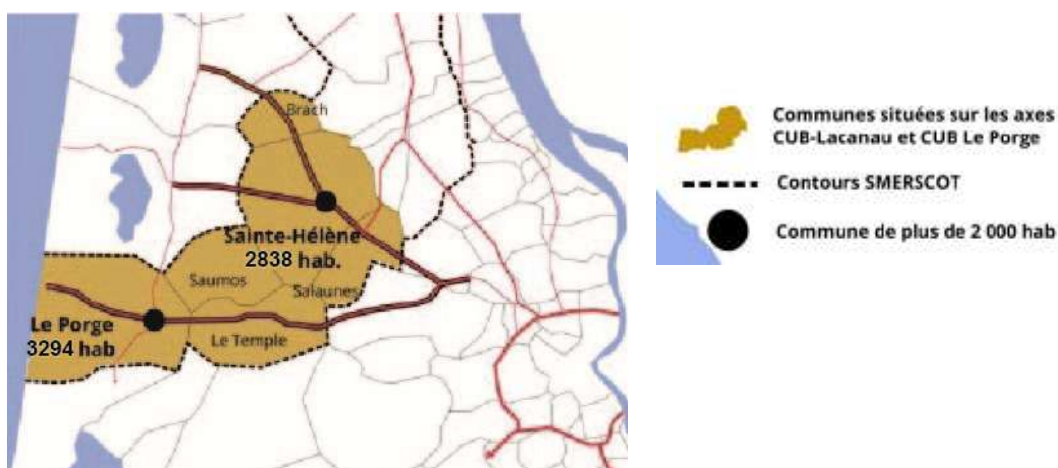 Brach
Sainte-Hélène
2838 hab.
Saumos
Salaunes
Le Porge
3294 hab
Le Temple
Communes situées sur les axes
CUB-Lacanau et CUB Le Porge
Contours SMERSCOT
Commune de plus de 2 000 hab